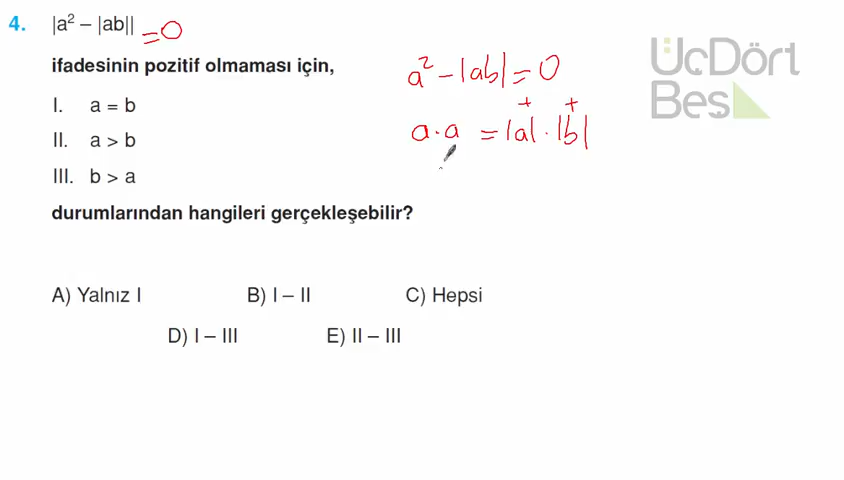 4. |a² – |ab|| = 0
ifadesinin pozitif olmaması için,
I. a = b
II. a > b
III. b > a
durumlarından hangileri gerçekleşebilir?
A) Yalnız I B) I – II C) Hepsi
D) I – III E) II – III
a² – |ab| = 0
+ +
a · a = |a| · |b|
ÜçDört
Beş